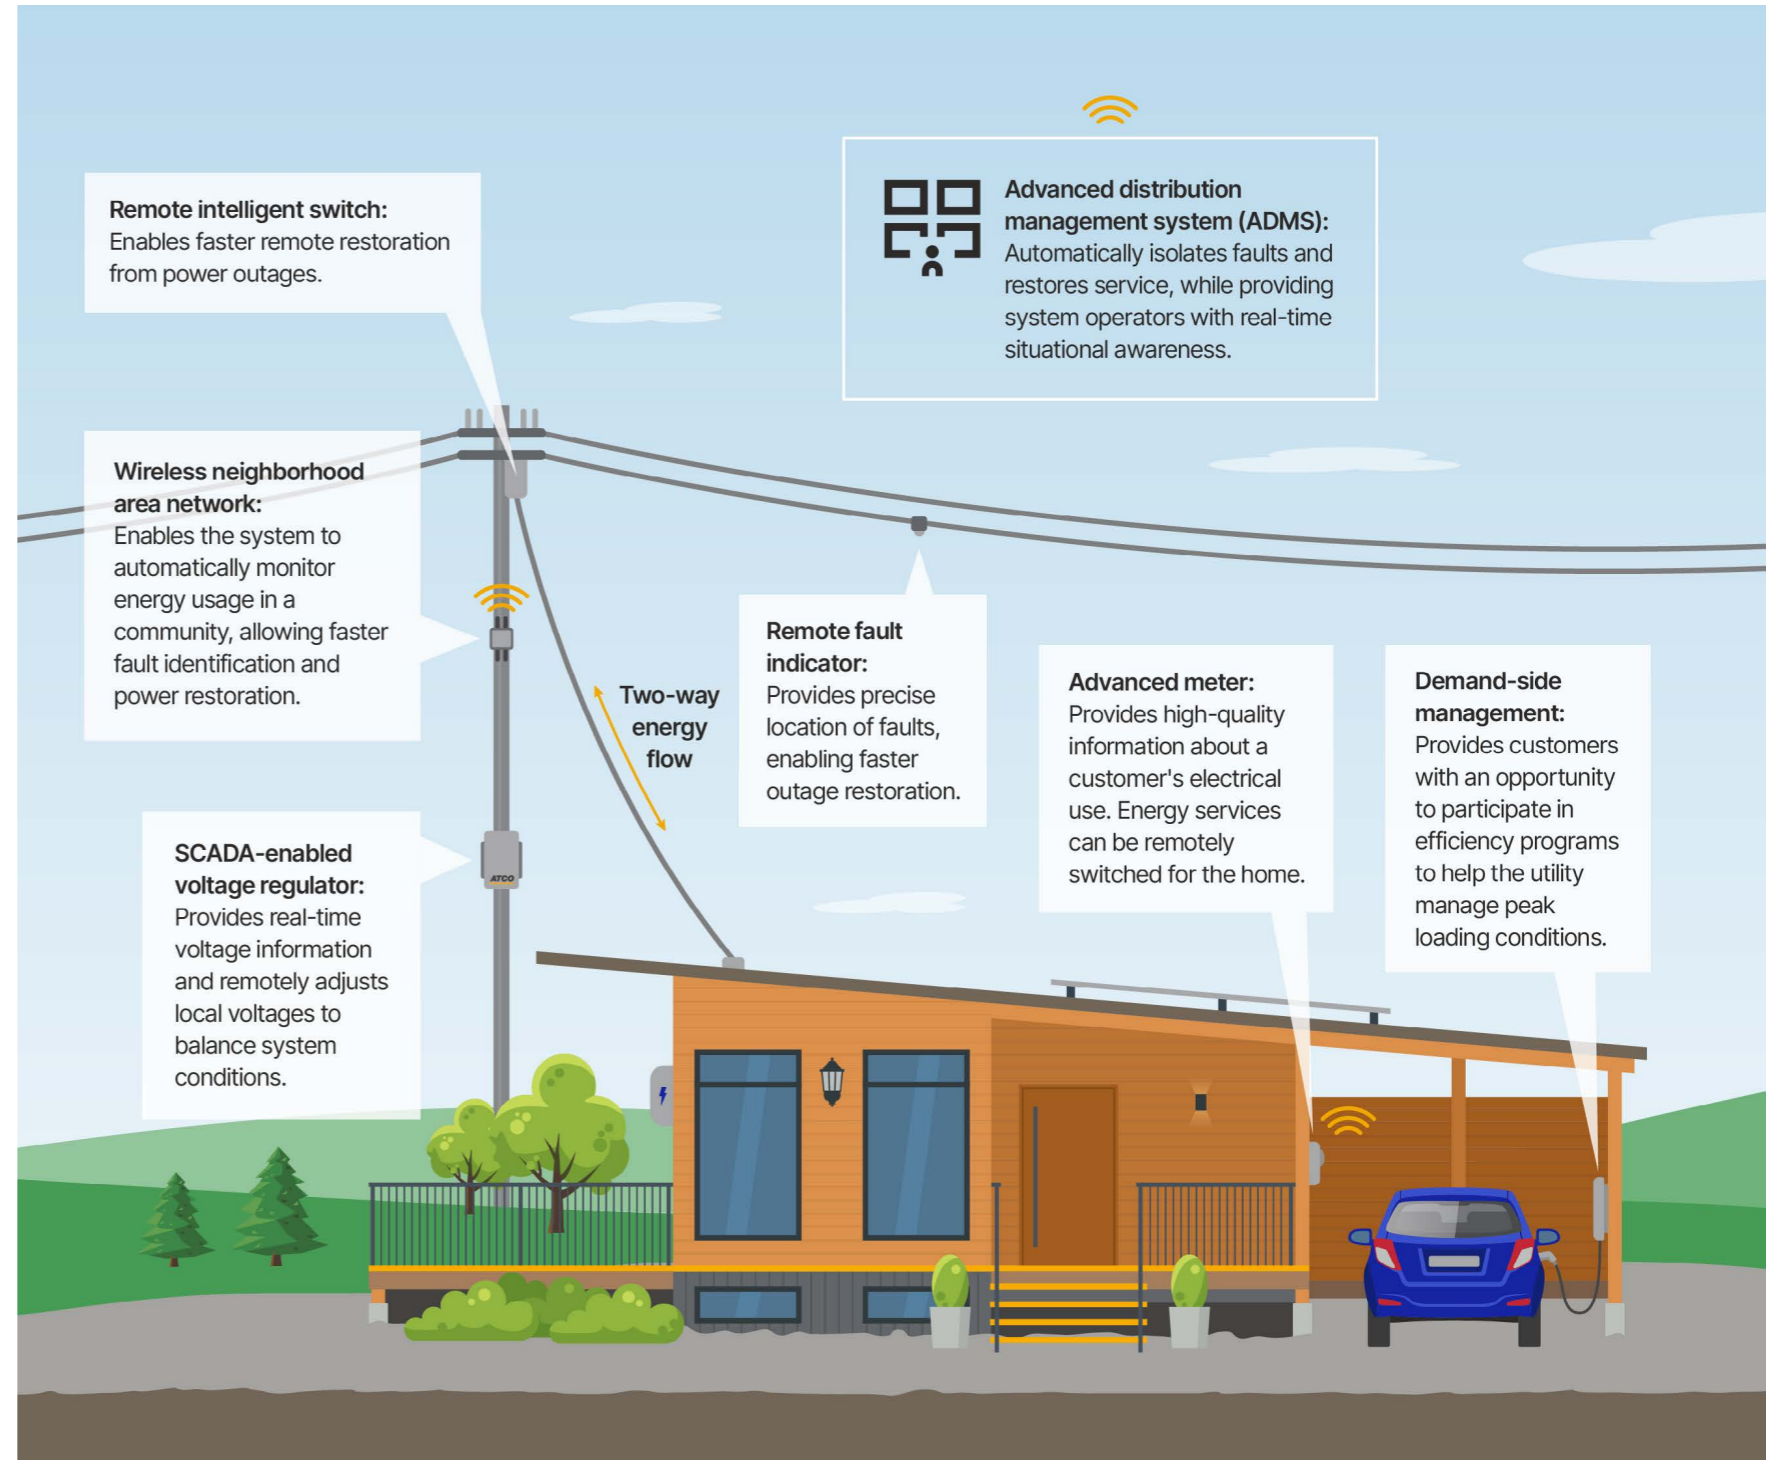 Remote intelligent switch:
Enables faster remote restoration
from power outages.
Advanced distribution
management system (ADMS):
Automatically isolates faults and
restores service, while providing
system operators with real-time
situational awareness.
Wireless neighborhood
area network:
Enables the system to
automatically monitor
energy usage in a
community, allowing faster
fault identification and
power restoration.
Two-way
energy
flow
Remote fault
indicator:
Provides precise
location of faults,
enabling faster
outage restoration.
Advanced meter:
Provides high-quality
information about a
customer's electrical
use. Energy services
can be remotely
switched for the home.
Demand-side
management:
Provides customers
with an opportunity
to participate in
efficiency programs
to help the utility
manage peak
loading conditions.
SCADA-enabled
voltage regulator:
Provides real-time
voltage information
and remotely adjusts
local voltages to
balance system
conditions.
ATCO